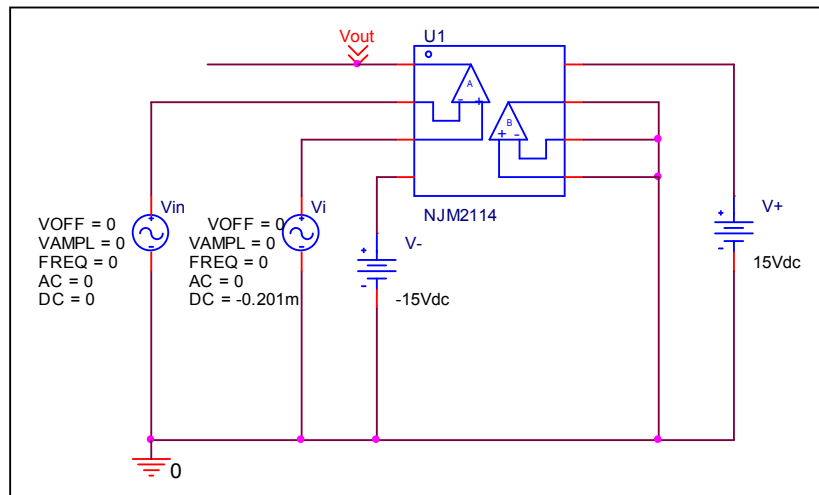 Vout
U1
A
B
- +
+ -
NJM2114
Vin
VOFF = 0
VAMPL = 0
FREQ = 0
AC = 0
DC = 0
Vi
VOFF = 0
VAMPL = 0
FREQ = 0
AC = 0
DC = -0.201m
V-
-15Vdc
V+
15Vdc
0